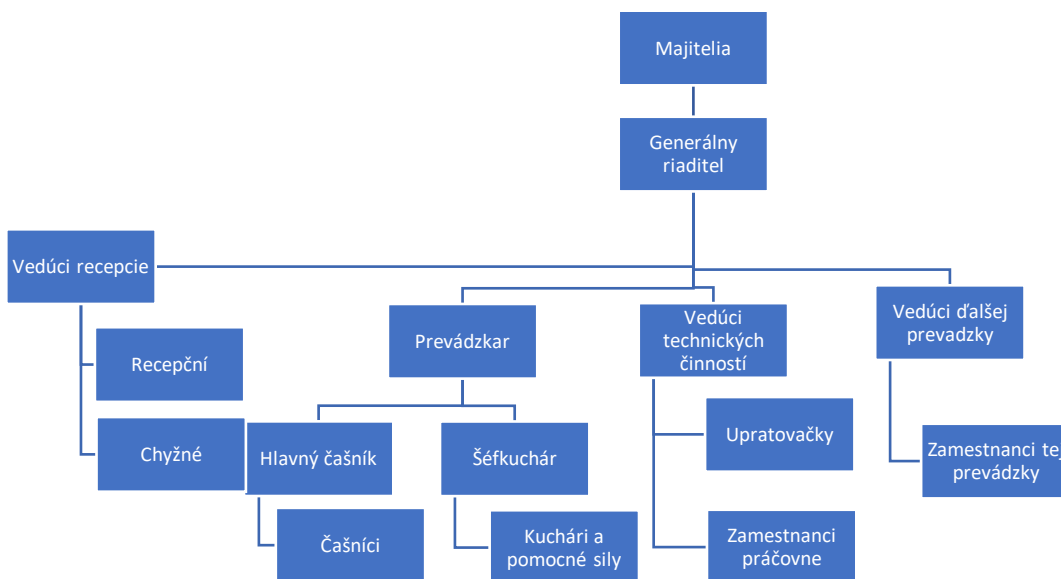 Majitelia
Generálny
riaditel
Vedúci recepcie
Recepční
Chyžné
Prevádzkar
Hlavný čašník
Čašníci
Šéfkuchár
Kuchári a
pomocné sily
Vedúci
technických
činností
Upratovačky
Zamestnanci
práčovne
Vedúci ďalšej
prevadzky
Zamestnanci tej
prevádzky